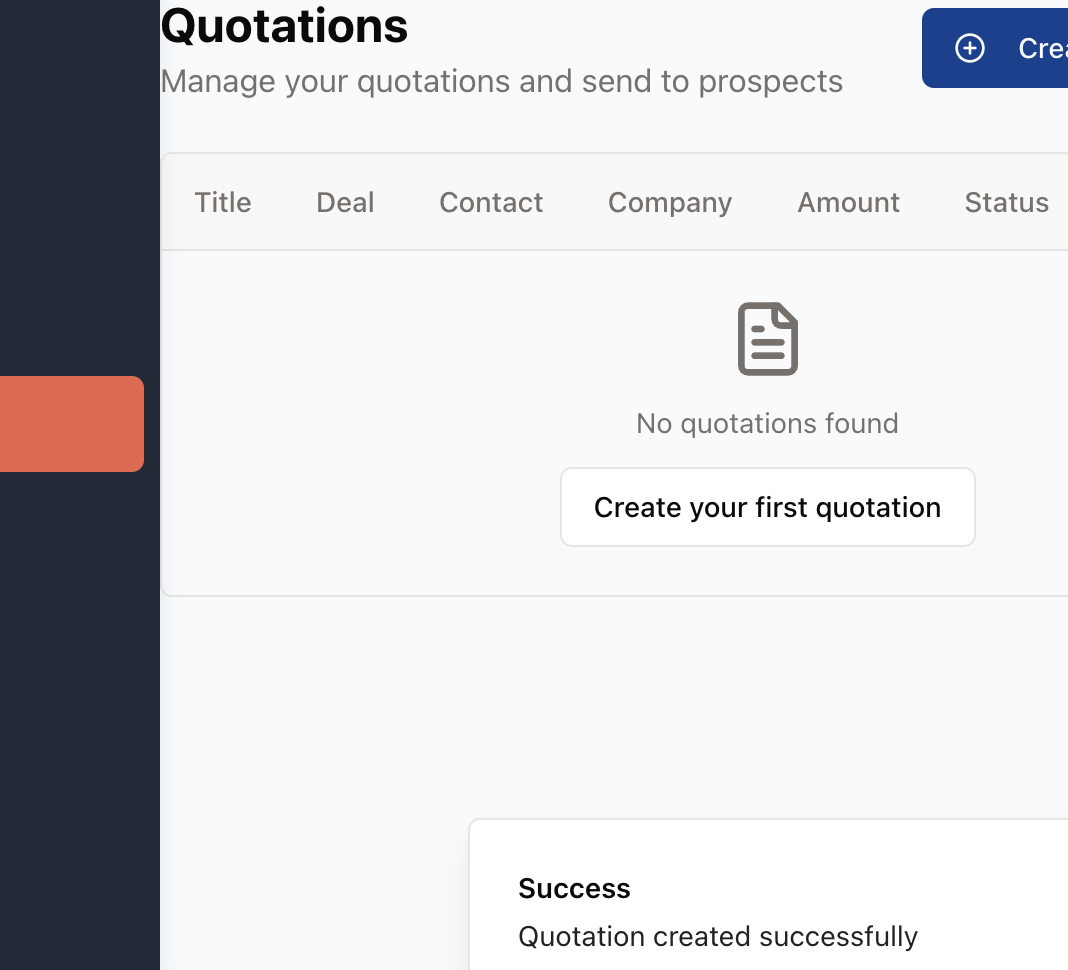 Quotations
Manage your quotations and send to prospects
Title Deal Contact Company Amount Status
No quotations found
Create your first quotation
Success
Quotation created successfully